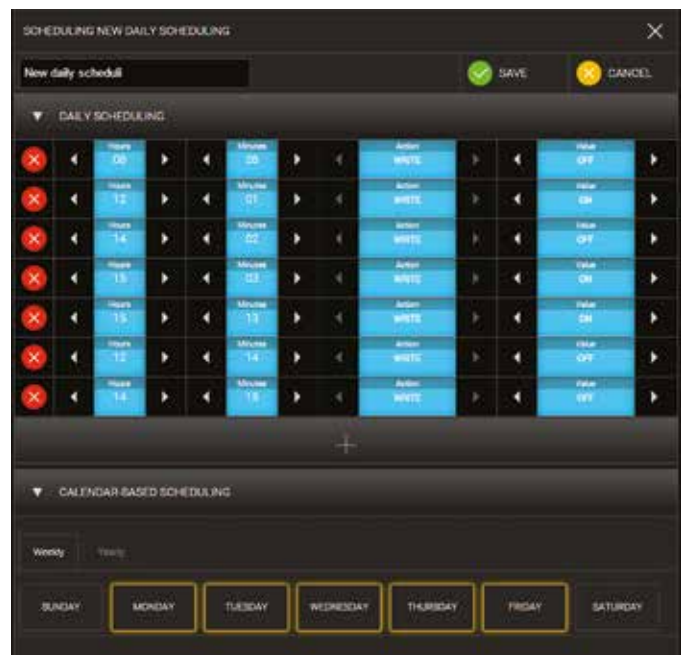 SCHEDULING NEW DAILY SCHEDULING
New daily scheduli SAVE CANCEL
DAILY SCHEDULING
Hours Minutes Action Value
WRITE OFF
Hours Minutes Action Value
12 01 WRITE ON
Hours Minutes Action Value
14 02 WRITE OFF
Hours Minutes Action Value
15 03 WRITE ON
Hours Minutes Action Value
15 13 WRITE ON
Hours Minutes Action Value
12 14 WRITE OFF
Hours Minutes Action Value
14 15 WRITE OFF
CALENDAR-BASED SCHEDULING
Weekly Yearly
SUNDAY MONDAY TUESDAY WEDNESDAY THURSDAY FRIDAY SATURDAY